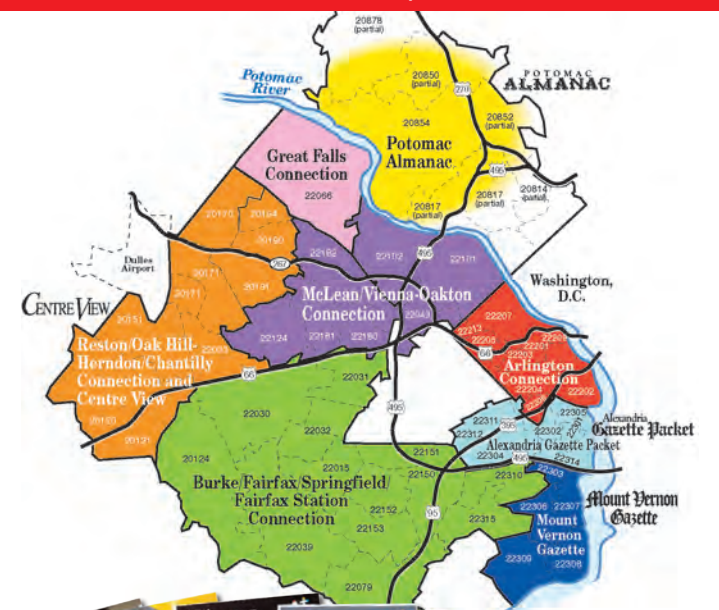 20878
(partial)
Potomac
River
20850
(partial)
270
POTOMAC
ALMANAC
20854
20852
(partial)
Potomac
Almanac
Great Falls
Connection
22066
495
20817
(partial)
20817
(partial)
20814
(partial)
20170
20194
20190
22182
22102
495
22101
Dulles
Airport
267
20171
20191
Washington,
D.C.
CENTRE VIEW
20151
McLean/Vienna-Oakton
Connection
22043
22207
22213
22205
22124
22181
22180
66
22201
22203
22209
Reston/Oak Hill-
Herndon/Chantilly
Connection and
Centre View
66
22033
Arlington
Connection
22204
22202
22206
22031
20120
20121
22030
22032
495
22311
395
22305
22301
22302
22312
Alexandria
Gazette Packet
Alexandria Gazette Packet
22151
22304
495
22314
20124
22015
22150
22310
22303
Burke/Fairfax/Springfield/
Fairfax Station
Connection
22152
22153
95
22315
22306
22307
Mount
Vernon
Gazette
Mount Vernon
Gazette
22039
22309
22308
22079